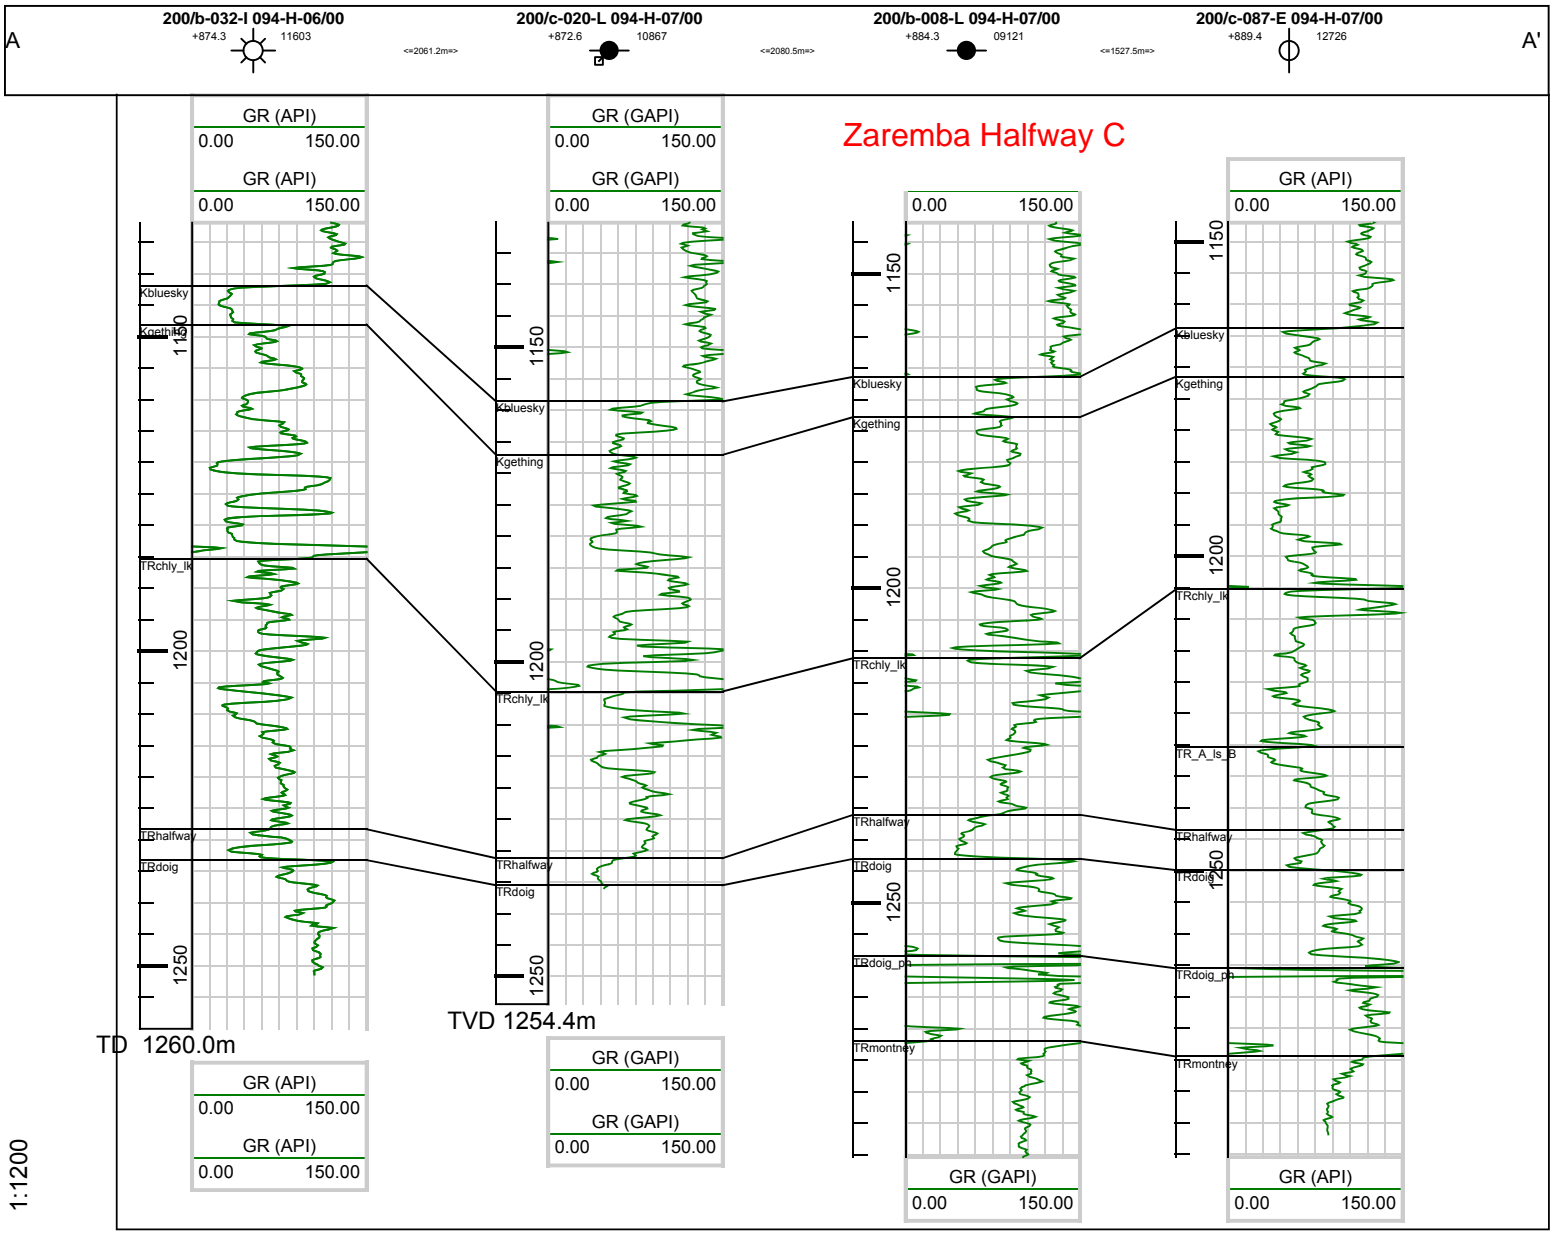 200/b-032-I 094-H-06/00 200/c-020-L 094-H-07/00 200/b-008-L 094-H-07/00 200/c-087-E 094-H-07/00
A +874.3 11603 <=2061.2m=> +872.6 10867 <=2080.5m=> +884.3 09121 <=1527.5m=> +889.4 12726 A'
GR (API) GR (GAPI)
0.00 150.00 0.00 150.00
Zaremba Halfway C
GR (API) GR (GAPI) GR (API)
0.00 150.00 0.00 150.00 0.00 150.00 0.00 150.00
Kbluesky
Kgething
1150
TRchly_lk
1200
TRhalfway
TRdoig
1250
TD 1260.0m
1150
Kbluesky
Kgething
1200
TRchly_lk
TRhalfway
TRdoig
1250
TVD 1254.4m
1150
Kbluesky
Kgething
1200
TRchly_lk
TRhalfway
TRdoig
1250
TRdoig_ph
TRmontney
1150
Kbluesky
Kgething
1200
TRchly_lk
TR_A_ls_B
TRhalfway
TRdoig
1250
TRdoig_ph
TRmontney
GR (API)
0.00 150.00
GR (API)
0.00 150.00
GR (GAPI)
0.00 150.00
GR (GAPI)
0.00 150.00
GR (GAPI)
0.00 150.00
GR (API)
0.00 150.00
1:1200